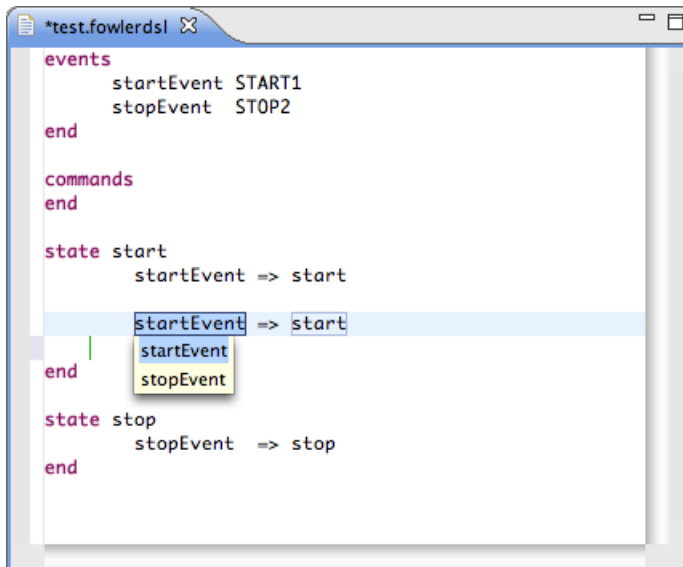 *test.fowlerdsl
events
startEvent START1
stopEvent STOP2
end
commands
end
state start
startEvent => start
startEvent => start
startEvent
end
stopEvent
state stop
stopEvent => stop
end